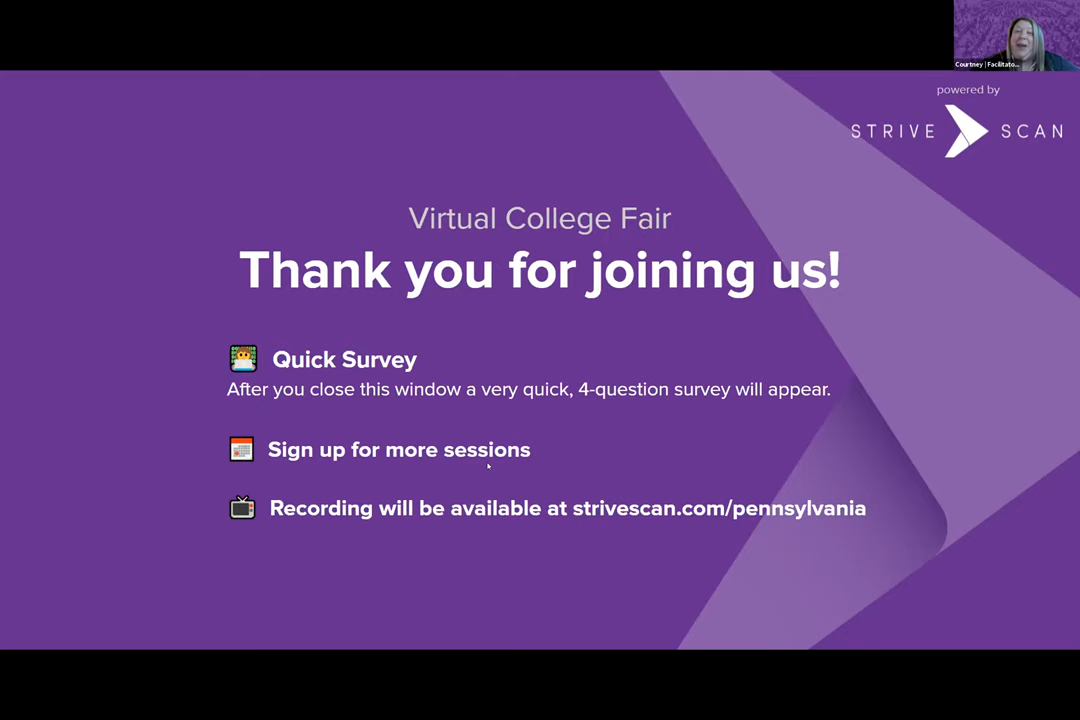 Courtney | Facilitato...
powered by
STRIVE SCAN
Virtual College Fair
Thank you for joining us!
Quick Survey
After you close this window a very quick, 4-question survey will appear.
Sign up for more sessions
Recording will be available at strivescan.com/pennsylvania